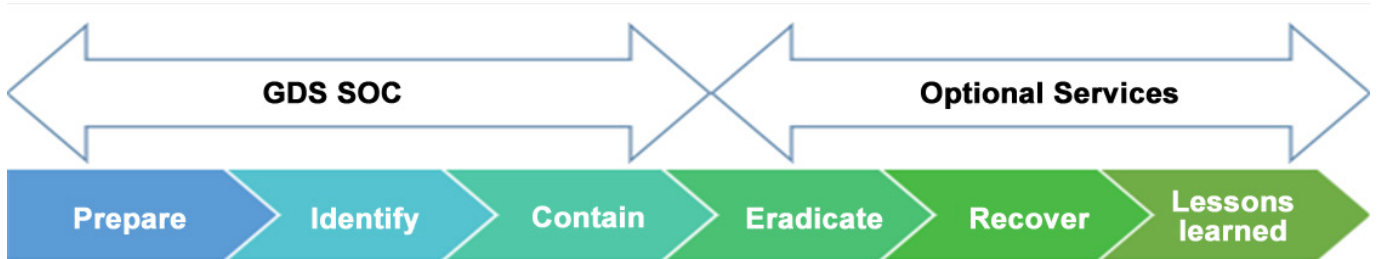 GDS SOC
Optional Services
Prepare
Identify
Contain
Eradicate
Recover
Lessons
learned